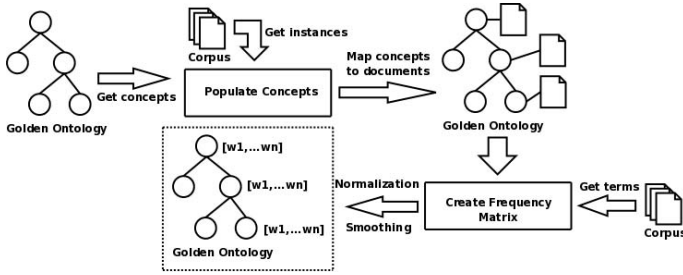 Corpus
Get instances
Map concepts
to documents
Get concepts
Populate Concepts
Golden Ontology
Golden Ontology
[w1,...wn]
[w1,...wn]
[w1,...wn]
Golden Ontology
Normalization
Smoothing
Create Frequency
Matrix
Get terms
Corpus